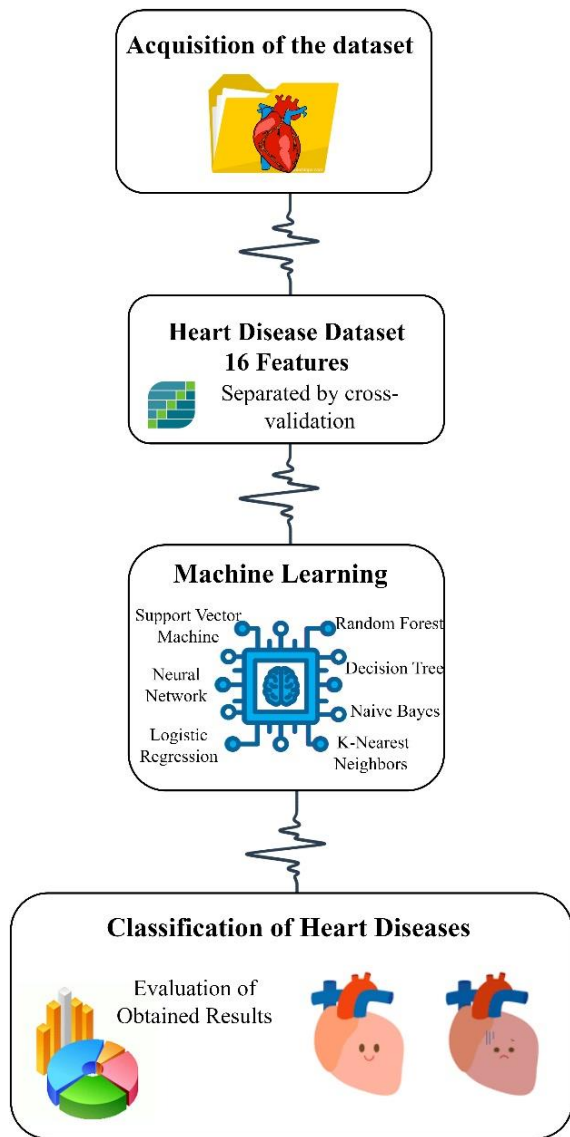 Acquisition of the dataset
Heart Disease Dataset
16 Features
Separated by cross-
validation
Machine Learning
Support Vector
Machine
Neural
Network
Logistic
Regression
Random Forest
Decision Tree
Naive Bayes
K-Nearest
Neighbors
Classification of Heart Diseases
Evaluation of
Obtained Results